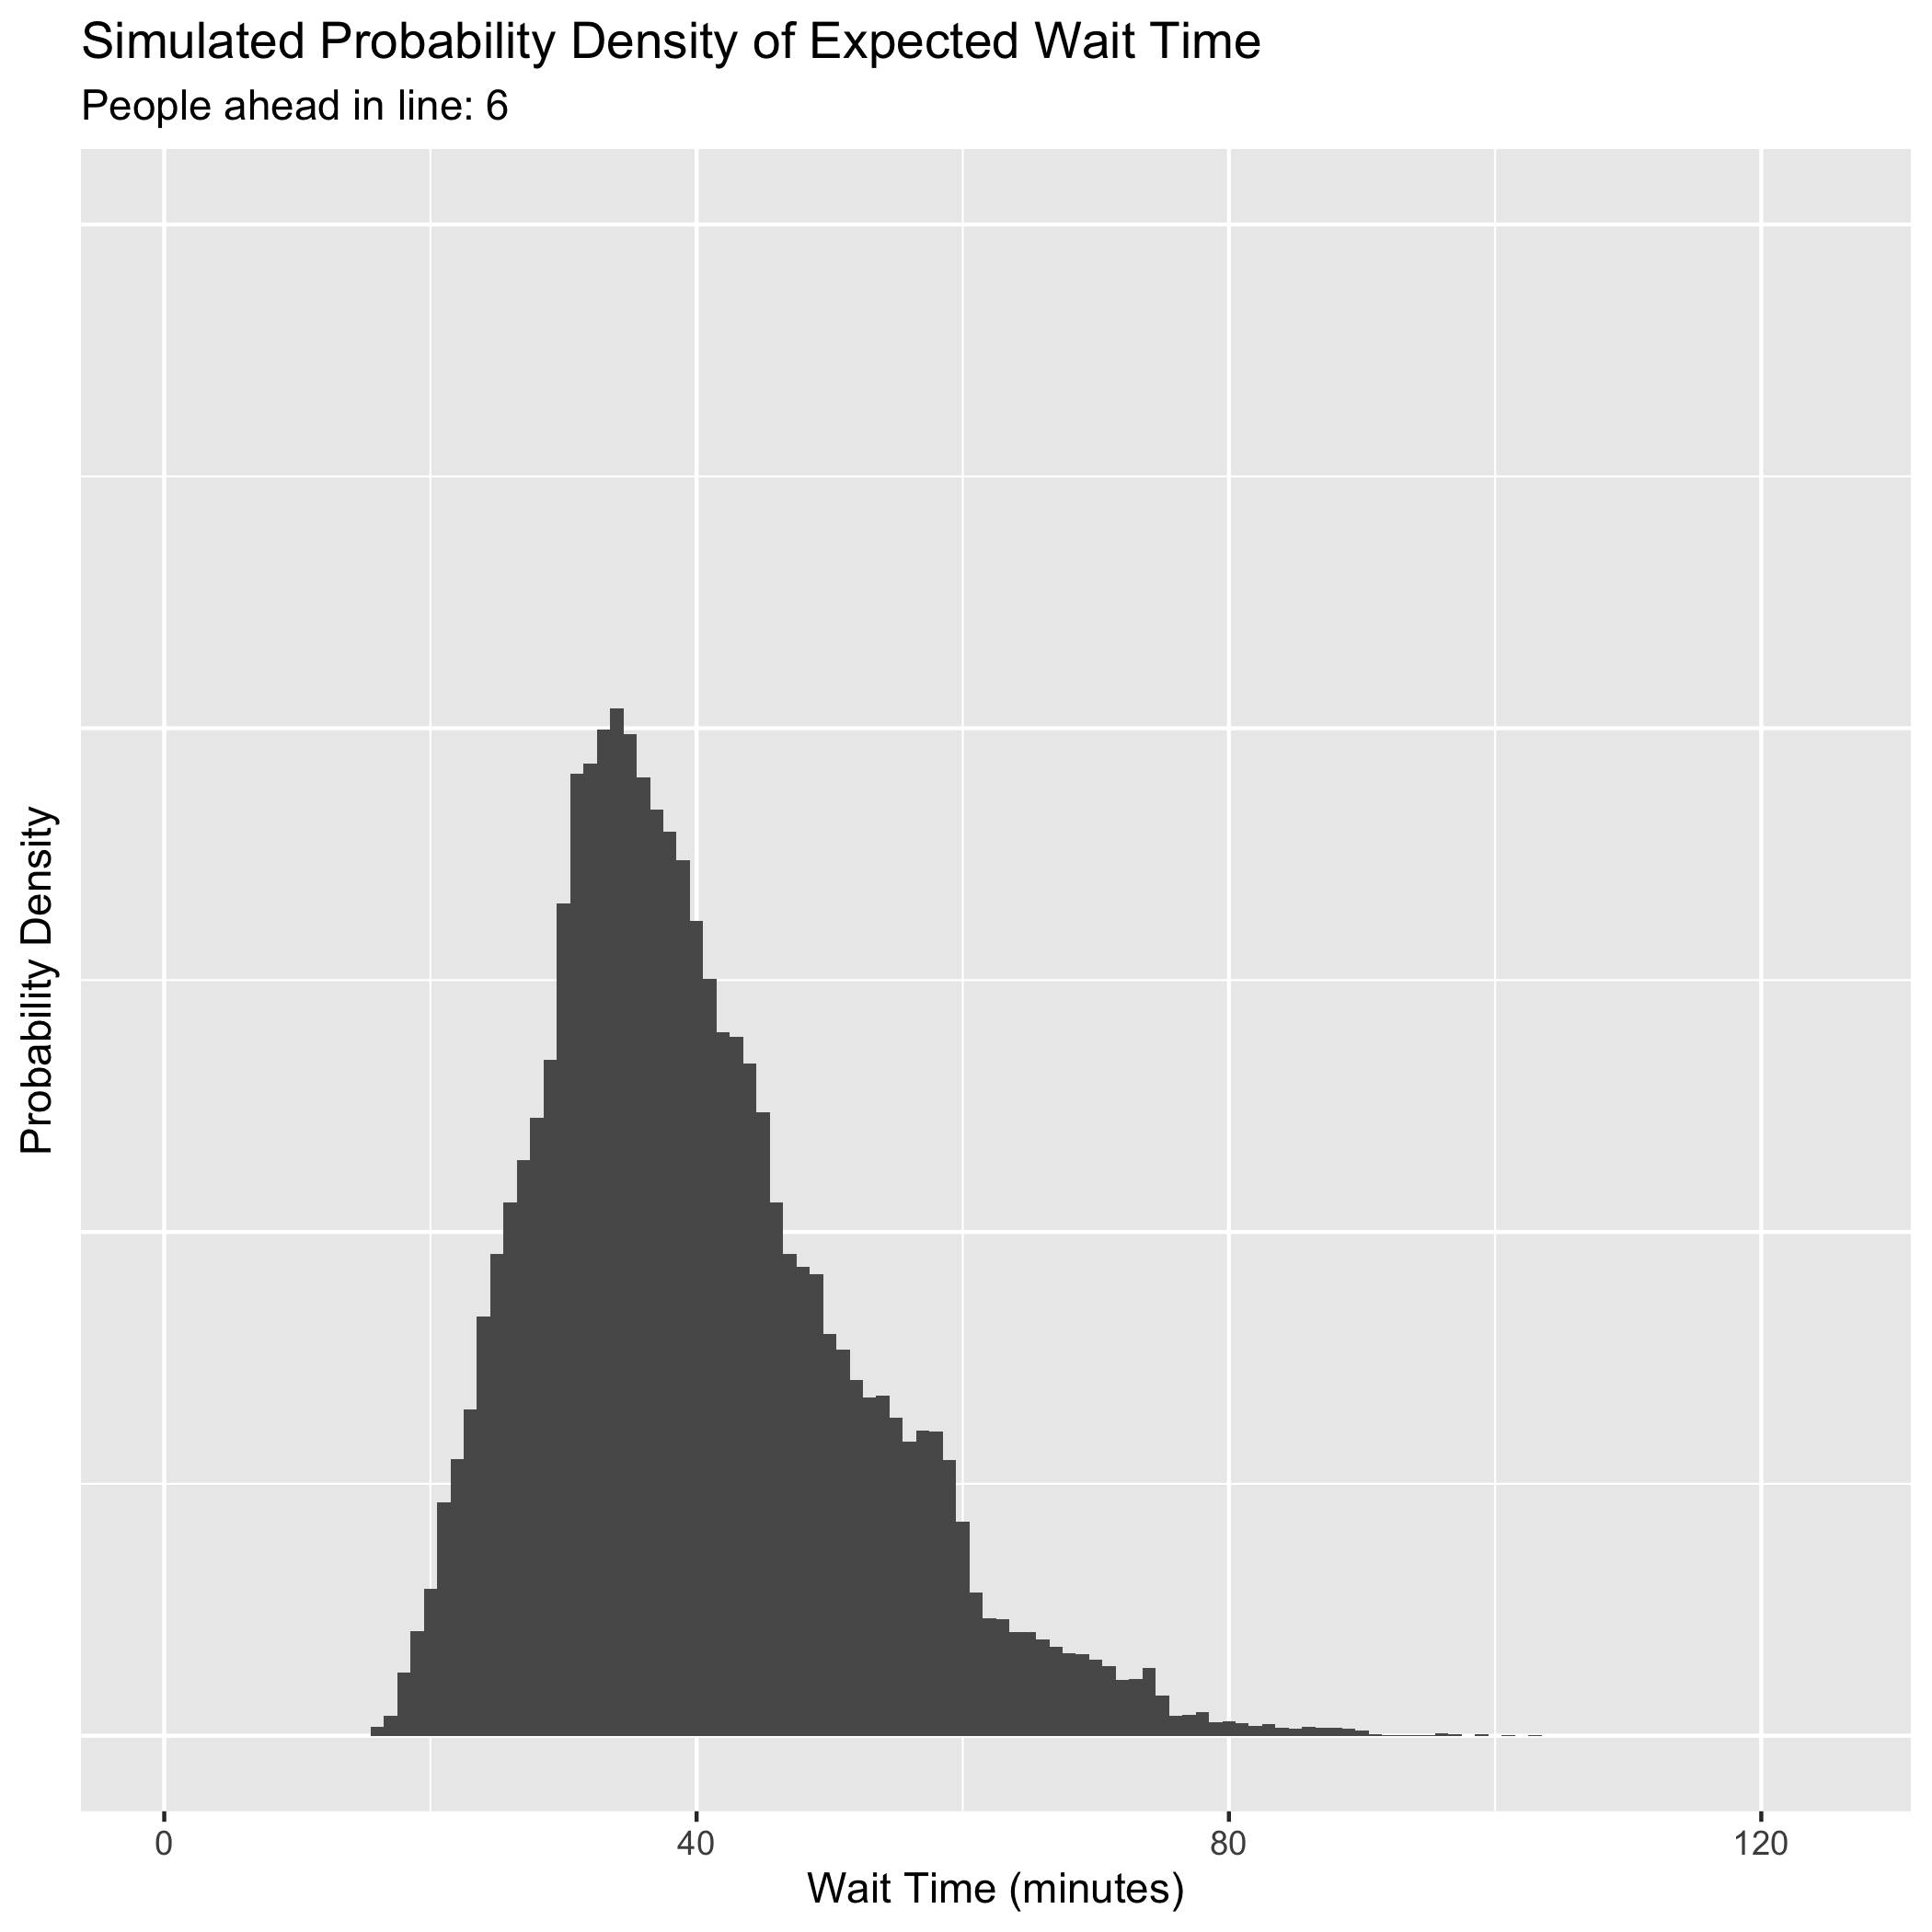 Simulated Probability Density of Expected Wait Time
People ahead in line: 6
Probability Density
0
40
80
120
Wait Time (minutes)